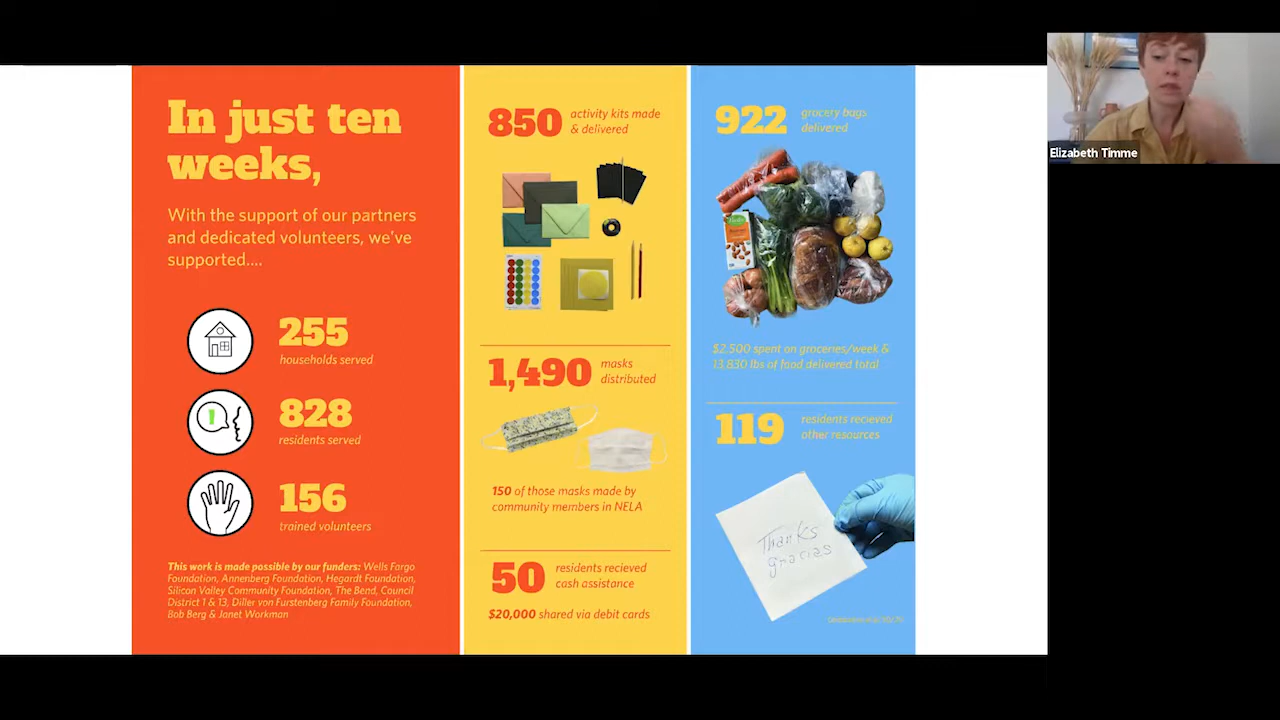 In just ten
weeks,
With the support of our partners
and dedicated volunteers, we've
supported....
255
households served
828
residents served
156
trained volunteers
This work is made possible by our funders: Wells Fargo
Foundation, Annenberg Foundation, Hegardt Foundation,
Silicon Valley Community Foundation, The Bend, Council
District 1 & 13, Diller von Furstenberg Family Foundation,
Bob Berg & Janet Workman
850
activity kits made
& delivered
1,490
masks
distributed
150 of those masks made by
community members in NELA
50
residents recieved
cash assistance
$20,000 shared via debit cards
922
grocery bags
delivered
$2,500 spent on groceries/week &
13,830 lbs of food delivered total
119
residents recieved
other resources
Thanks
gracias
Elizabeth Timme